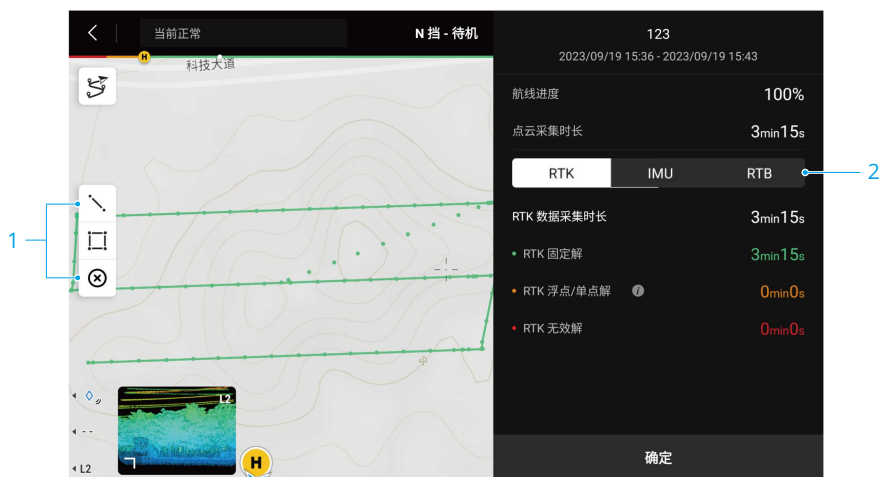 当前正常
N 挡 - 待机
H
科技大道
1
50
L2
- -
L2
H
123
2023/09/19 15:36 - 2023/09/19 15:43
航线进度 100%
点云采集时长 3min15s
RTK IMU RTB
2
RTK 数据采集时长 3min15s
RTK 固定解 3min15s
RTK 浮点/单点解 i 0min0s
RTK 无效解 0min0s
确定